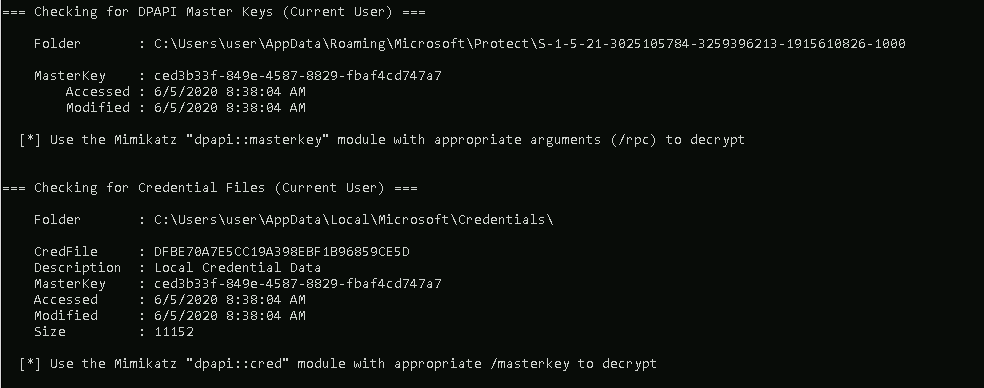 === Checking for DPAPI Master Keys (Current User) ===
Folder : C:\Users\user\AppData\Roaming\Microsoft\Protect\S-1-5-21-3025105784-3259396213-1915610826-1000
MasterKey : ced3b33f-849e-4587-8829-fbaf4cd747a7
Accessed : 6/5/2020 8:38:04 AM
Modified : 6/5/2020 8:38:04 AM
[*] Use the Mimikatz "dpapi::masterkey" module with appropriate arguments (/rpc) to decrypt
=== Checking for Credential Files (Current User) ===
Folder : C:\Users\user\AppData\Local\Microsoft\Credentials\
CredFile : DFBE70A7E5CC19A398EBF1B96859CE5D
Description : Local Credential Data
MasterKey : ced3b33f-849e-4587-8829-fbaf4cd747a7
Accessed : 6/5/2020 8:38:04 AM
Modified : 6/5/2020 8:38:04 AM
Size : 11152
[*] Use the Mimikatz "dpapi::cred" module with appropriate /masterkey to decrypt